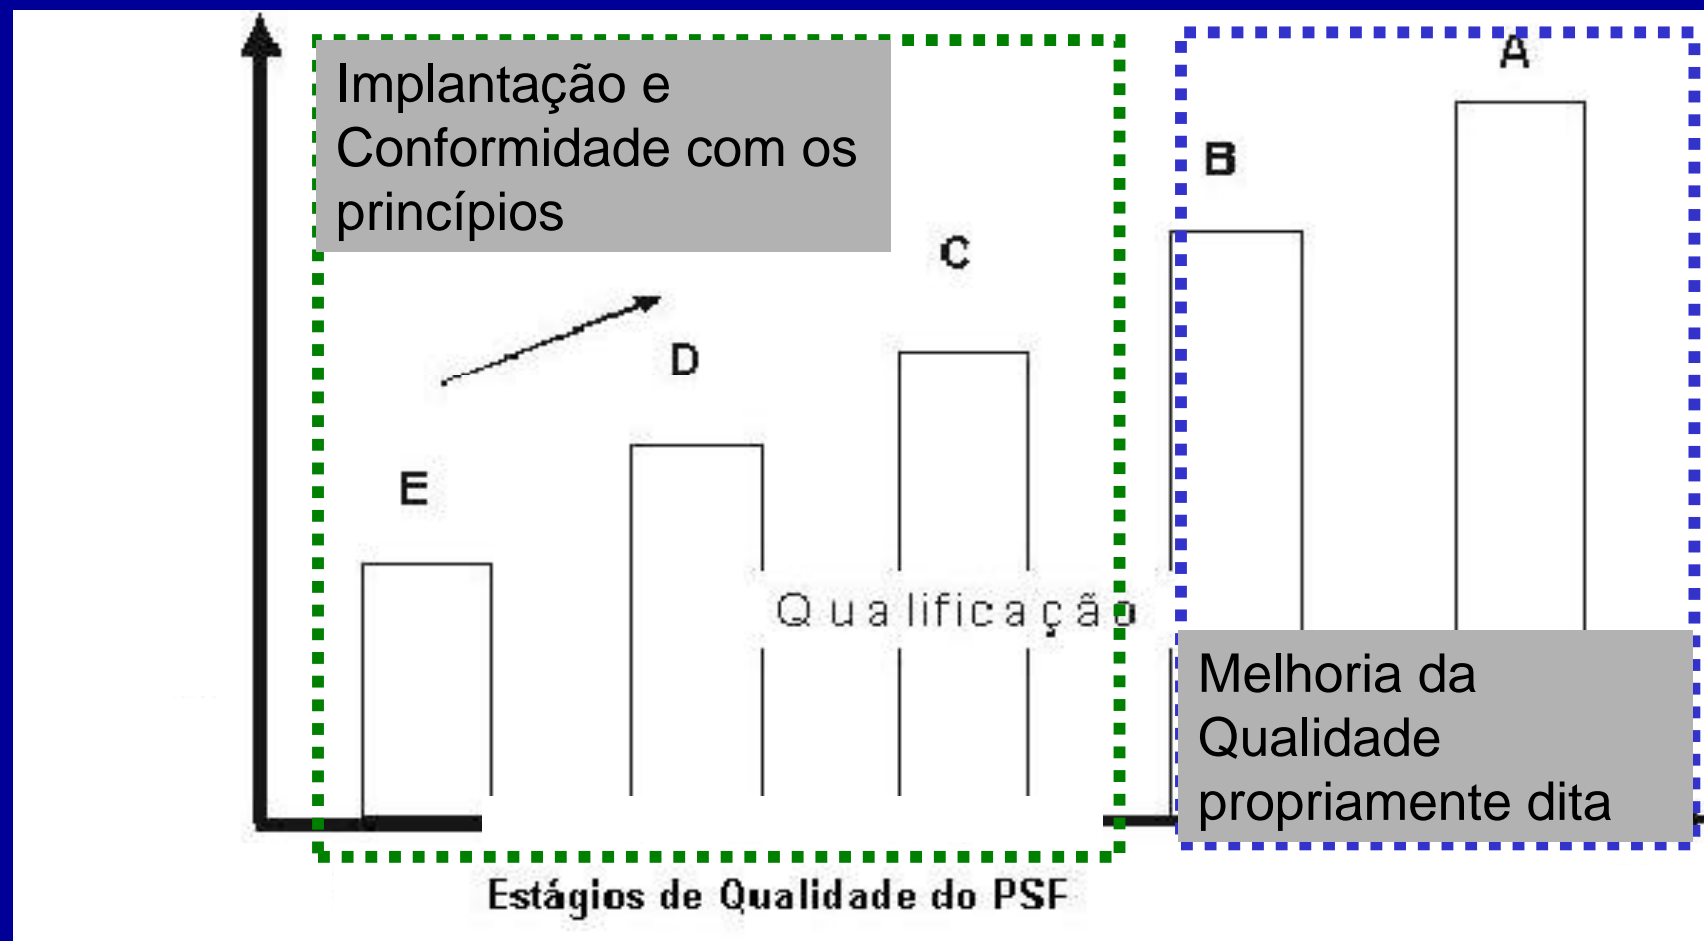 Implantação e
Conformidade com os
princípios
A
B
C
D
E
Qualificação
Melhoria da
Qualidade
propriamente dita
Estágios de Qualidade do PSF